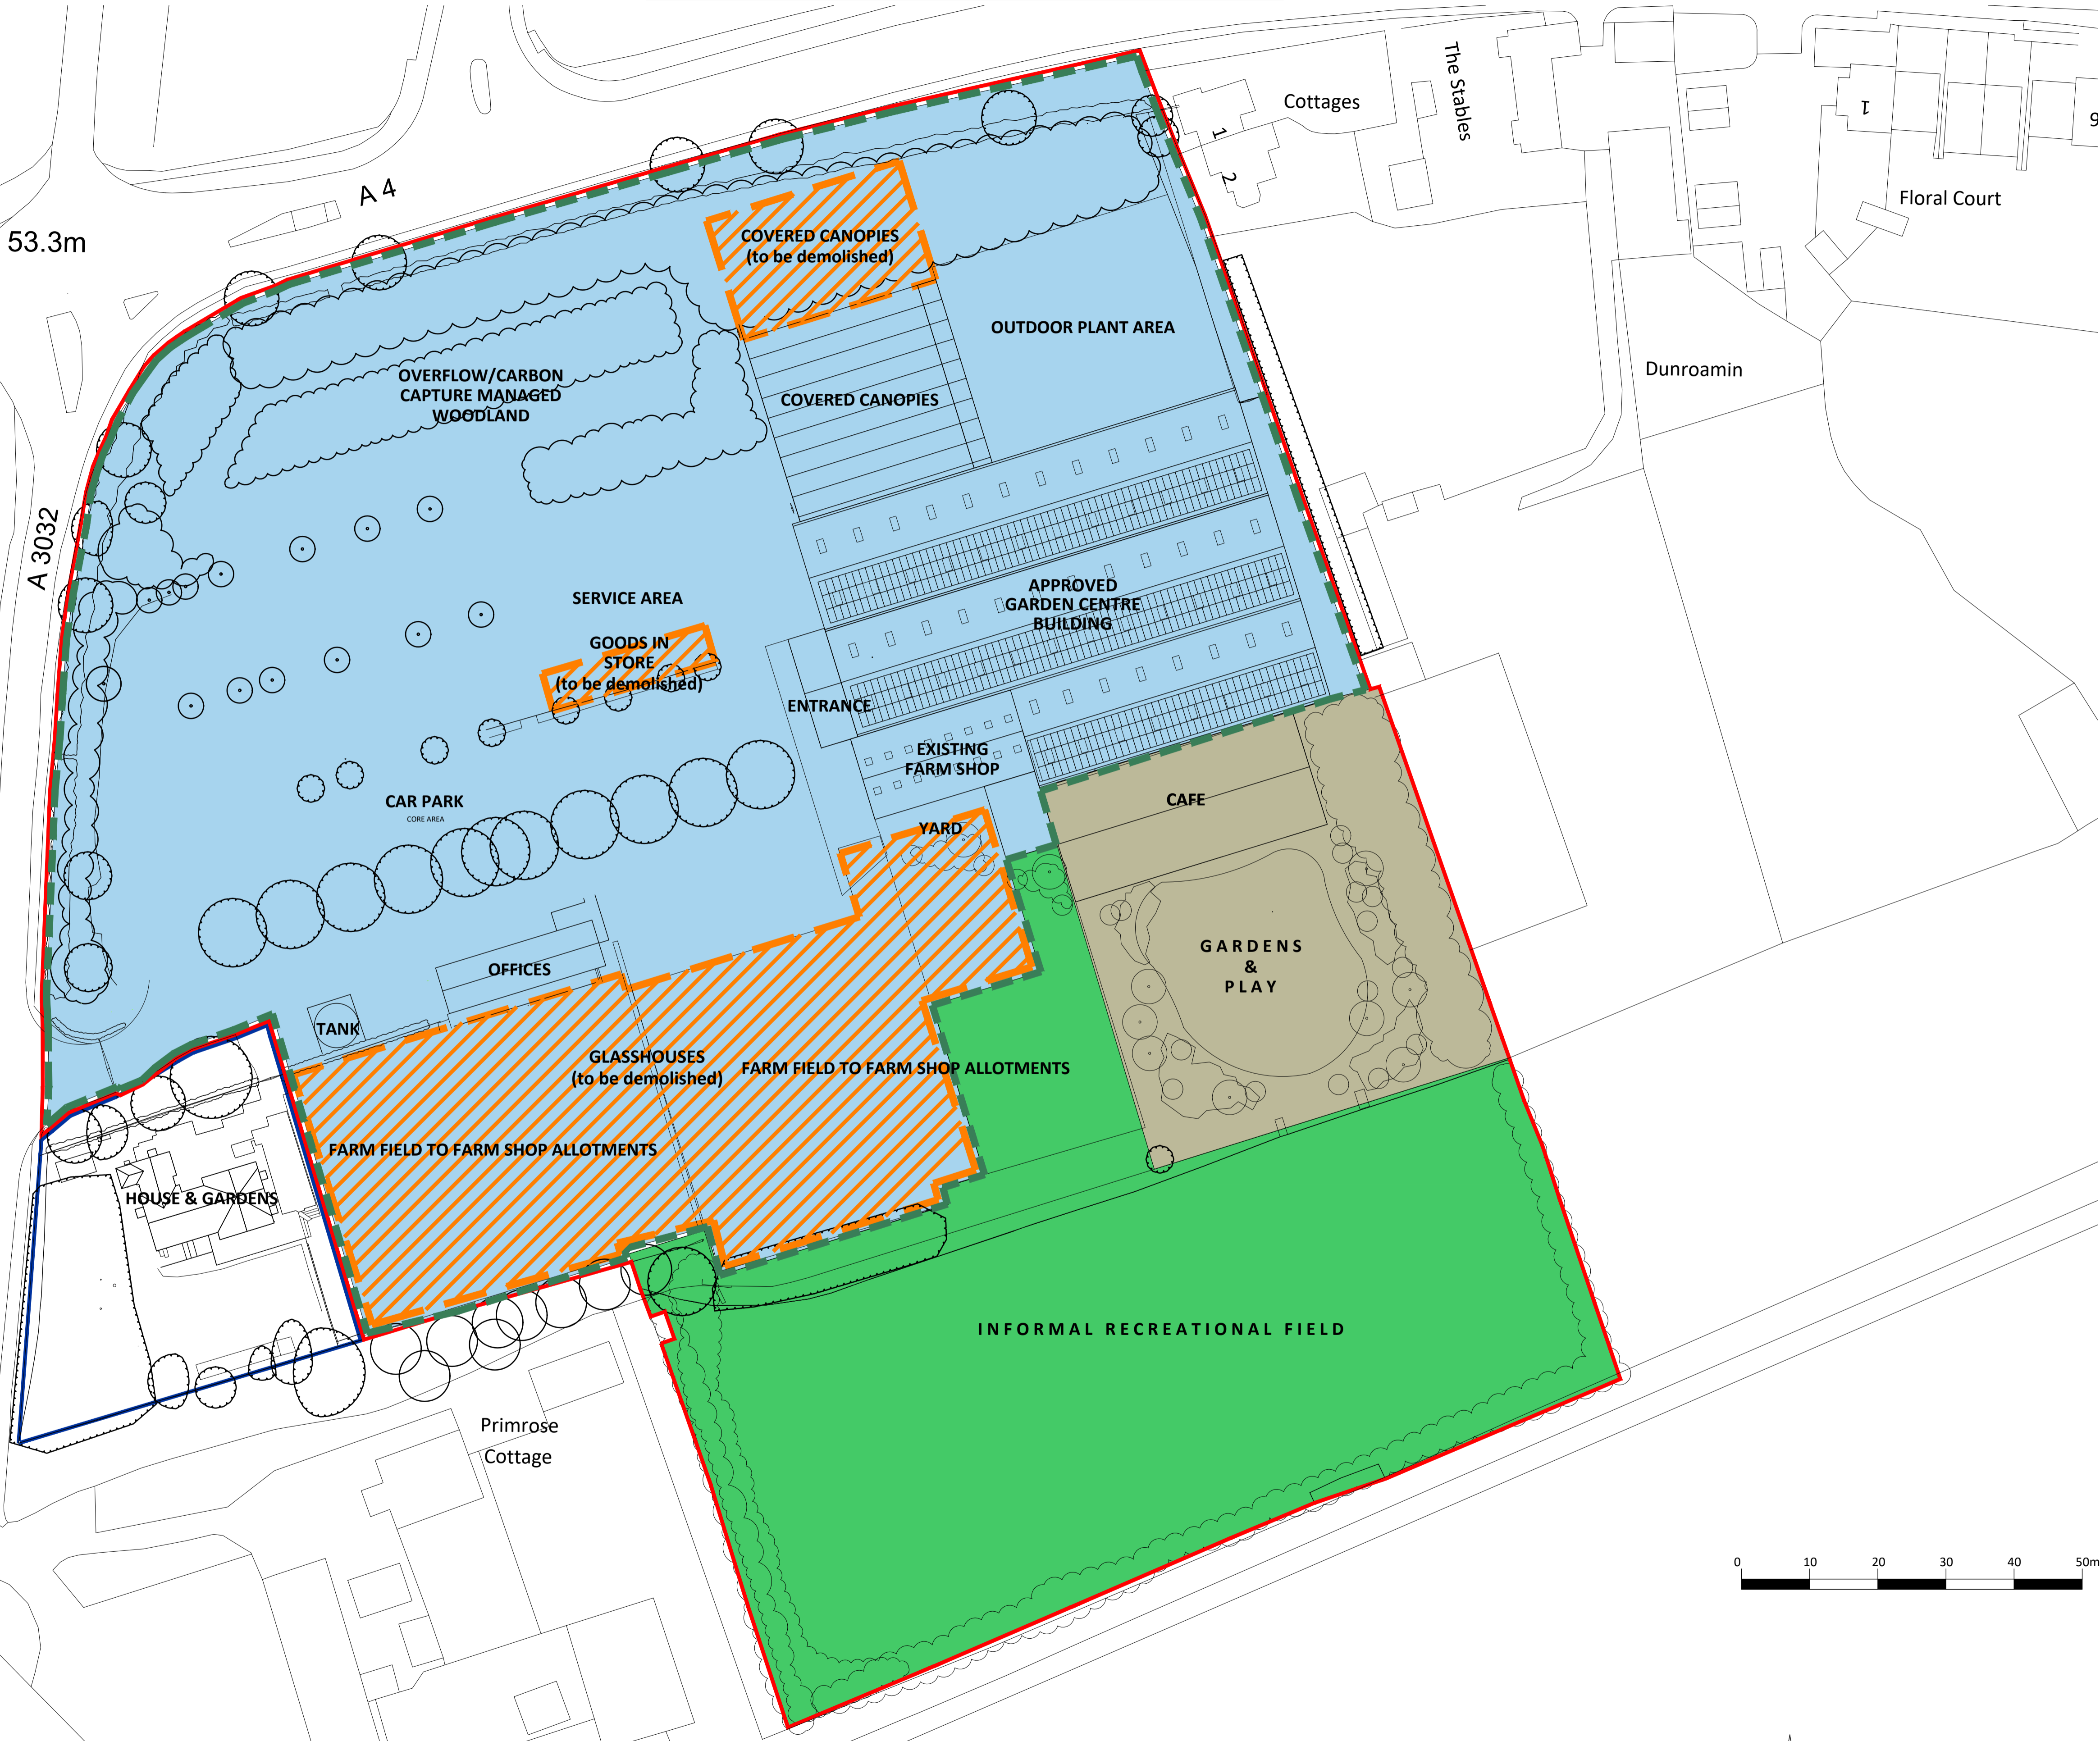 The Stables
Cottages
1
2
1
9
A 4
53.3m
Floral Court
COVERED CANOPIES
(to be demolished)
OUTDOOR PLANT AREA
Dunroamin
OVERFLOW/CARBON
CAPTURE MANAGED
WOODLAND
COVERED CANOPIES
A 3032
SERVICE AREA
APPROVED
GARDEN CENTRE
BUILDING
GOODS IN
STORE
(to be demolished)
ENTRANCE
EXISTING
FARM SHOP
CAR PARK
CORE AREA
CAFE
YARD
GARDENS
&
PLAY
OFFICES
TANK
GLASSHOUSES
(to be demolished)
FARM FIELD TO FARM SHOP ALLOTMENTS
FARM FIELD TO FARM SHOP ALLOTMENTS
HOUSE & GARDENS
INFORMAL RECREATIONAL FIELD
Primrose
Cottage
0 10 20 30 40 50m